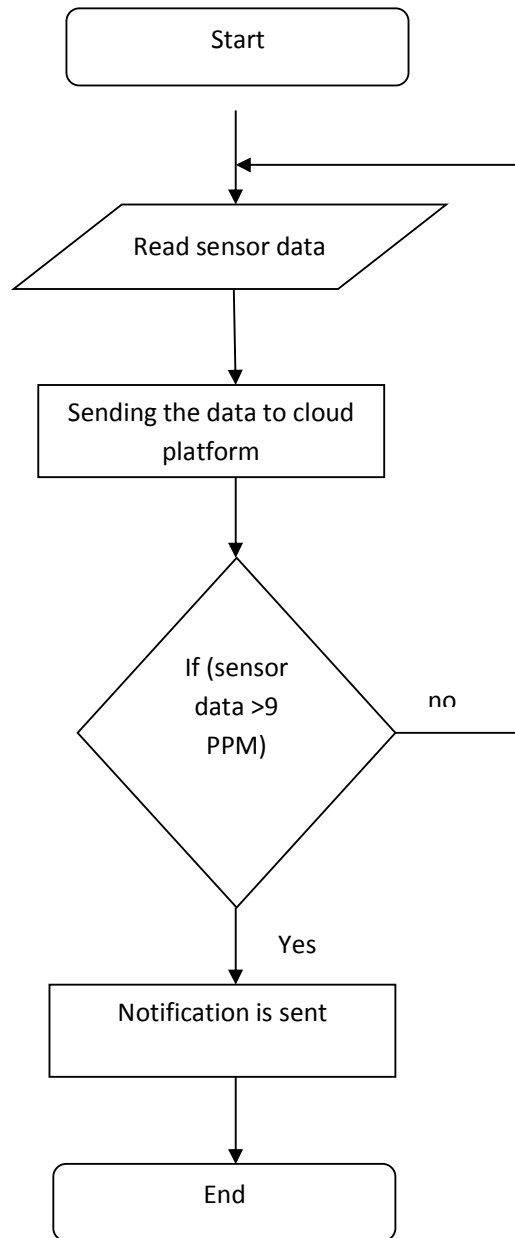 Start
Read sensor data
Sending the data to cloud
platform
If (sensor
data >9
PPM)
no
Yes
Notification is sent
End